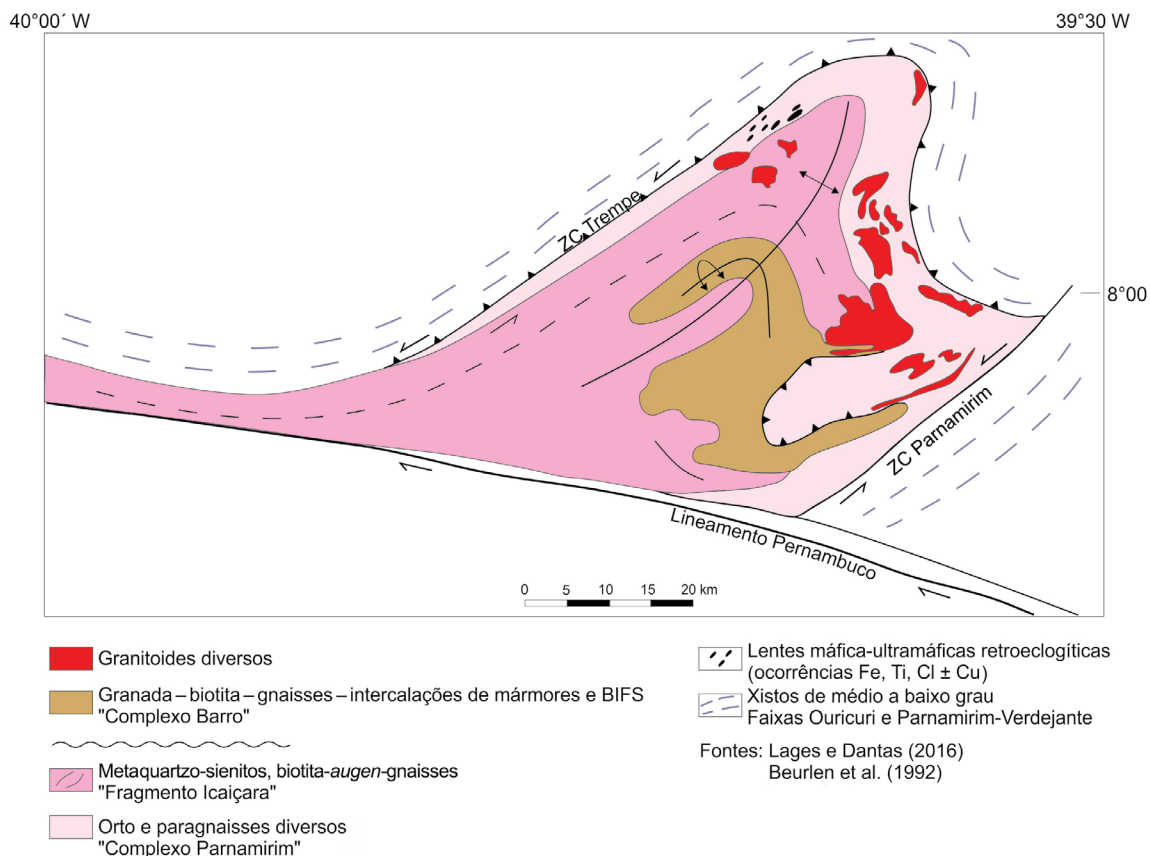 40°00´ W
39°30 W
ZC Trempe
8°00
ZC Parnamirim
Lineamento Pernambuco
0 5 10 15 20 km
Granitoides diversos
Granada – biotita – gnaisses – intercalações de mármores e BIFS
"Complexo Barro"
Metaquartzo-sienitos, biotita-augen-gnaisses
"Fragmento Icaiçara"
Orto e paragnaisses diversos
"Complexo Parnamirim"
Lentes máfica-ultramáficas retroeclogíticas
(ocorrências Fe, Ti, Cl ± Cu)
Xistos de médio a baixo grau
Faixas Ouricuri e Parnamirim-Verdejante
Fontes: Lages e Dantas (2016)
Beurlen et al. (1992)